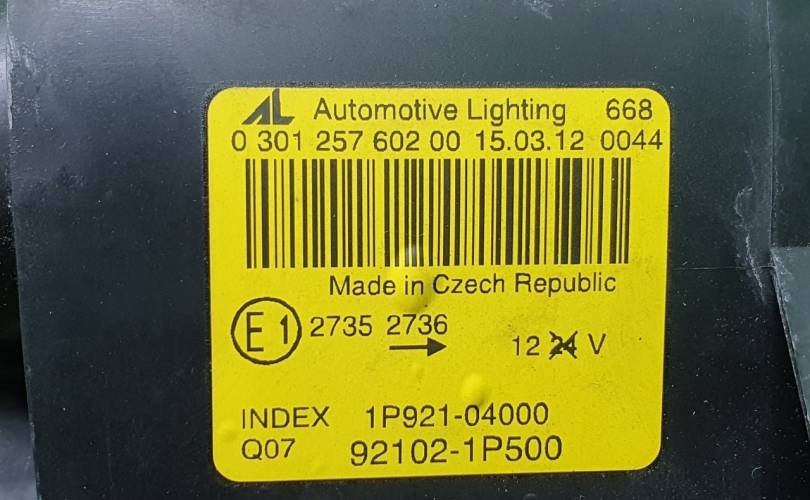 AL Automotive Lighting 668
0 301 257 602 00 15.03.12 0044
Made in Czech Republic
E1 2735 2736
12 24 V
INDEX 1P921-04000
Q07 92102-1P500